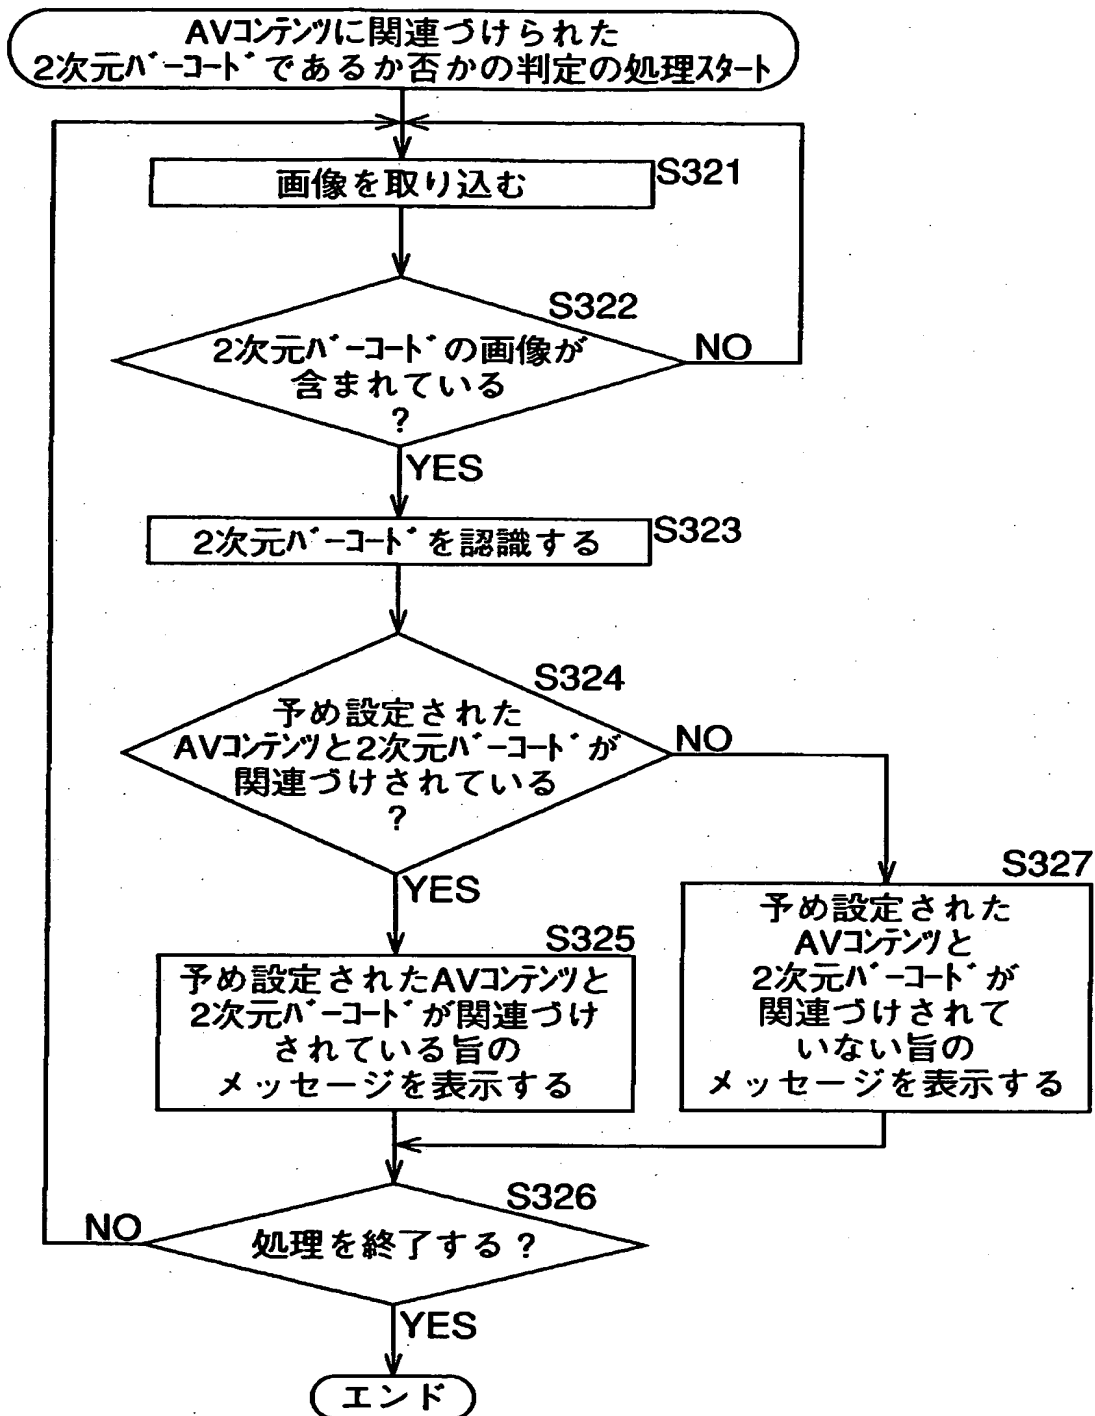 AVコンテンツに関連づけられた
2次元バーコードであるか否かの判定の処理スタート
画像を取り込む
S321
S322
2次元バーコードの画像が
含まれている
?
NO
YES
2次元バーコードを認識する
S323
S324
予め設定された
AVコンテンツと2次元バーコードが
関連づけされている
?
NO
YES
S327
予め設定された
AVコンテンツと
2次元バーコードが
関連づけされて
いない旨の
メッセージを表示する
S325
予め設定されたAVコンテンツと
2次元バーコードが関連づけ
されている旨の
メッセージを表示する
S326
処理を終了する?
NO
YES
エンド